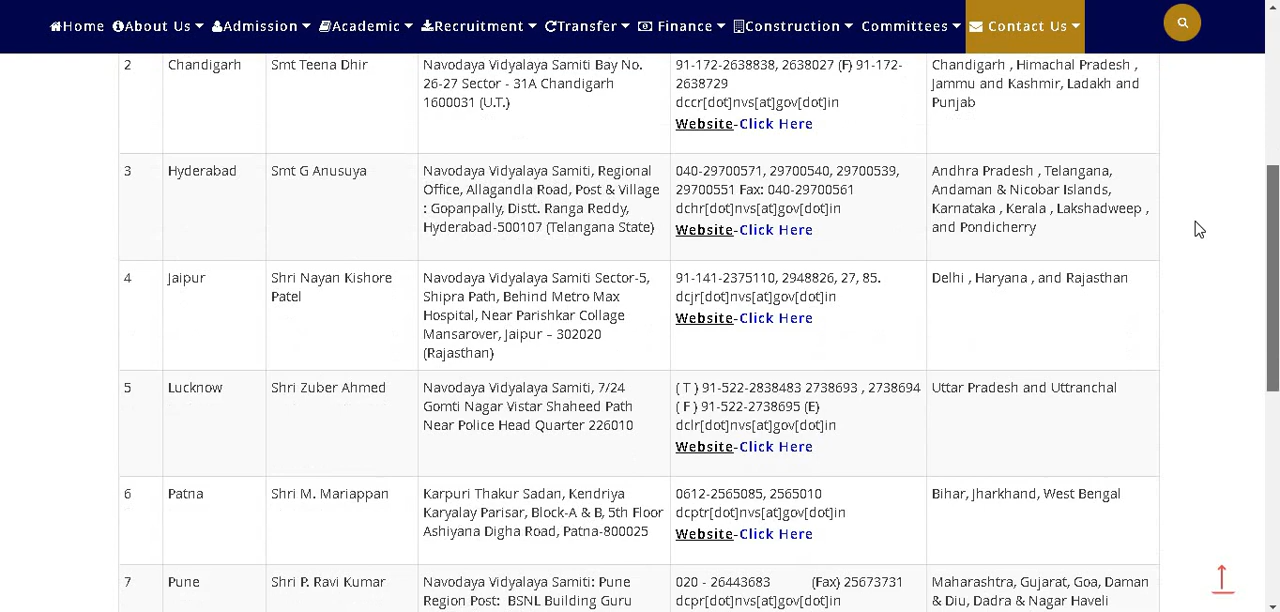 Home About Us Admission Academic Recruitment Transfer Finance Construction Committees Contact Us
2 Chandigarh Smt Teena Dhir Navodaya Vidyalaya Samiti Bay No. 91-172-2638838, 2638027 (F) 91-172- Chandigarh , Himachal Pradesh ,
26-27 Sector - 31A Chandigarh 2638729 Jammu and Kashmir, Ladakh and
1600031 (U.T.) dccr[dot]nvs[at]gov[dot]in Punjab
Website-Click Here
3 Hyderabad Smt G Anusuya Navodaya Vidyalaya Samiti, Regional 040-29700571, 29700540, 29700539, Andhra Pradesh , Telangana,
Office, Allagandla Road, Post & Village 29700551 Fax: 040-29700561 Andaman & Nicobar Islands,
: Gopanpally, Distt. Ranga Reddy, dchr[dot]nvs[at]gov[dot]in Karnataka , Kerala , Lakshadweep ,
Hyderabad-500107 (Telangana State) Website-Click Here and Pondicherry
4 Jaipur Shri Nayan Kishore Navodaya Vidyalaya Samiti Sector-5, 91-141-2375110, 2948826, 27, 85. Delhi , Haryana , and Rajasthan
Patel Shipra Path, Behind Metro Max dcjr[dot]nvs[at]gov[dot]in
Hospital, Near Parishkar Collage Website-Click Here
Mansarover, Jaipur – 302020
(Rajasthan)
5 Lucknow Shri Zuber Ahmed Navodaya Vidyalaya Samiti, 7/24 ( T ) 91-522-2838483 2738693 , 2738694 Uttar Pradesh and Uttranchal
Gomti Nagar Vistar Shaheed Path ( F ) 91-522-2738695 (E)
Near Police Head Quarter 226010 dclr[dot]nvs[at]gov[dot]in
Website-Click Here
6 Patna Shri M. Mariappan Karpuri Thakur Sadan, Kendriya 0612-2565085, 2565010 Bihar, Jharkhand, West Bengal
Karyalay Parisar, Block-A & B, 5th Floor dcptr[dot]nvs[at]gov[dot]in
Ashiyana Digha Road, Patna-800025 Website-Click Here
7 Pune Shri P. Ravi Kumar Navodaya Vidyalaya Samiti: Pune 020 - 26443683 (Fax) 25673731 Maharashtra, Gujarat, Goa, Daman
Region Post: BSNL Building Guru dcpr[dot]nvs[at]gov[dot]in & Diu, Dadra & Nagar Haveli